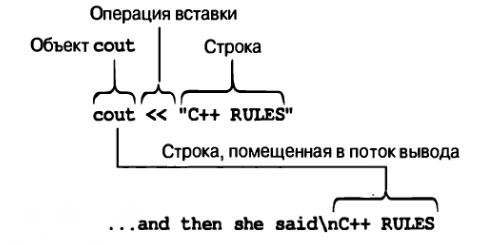 Операция вставки
Объект cout
Строка
cout << "C++ RULES"
Строка, помещенная в поток вывода
...and then she said\nC++ RULES